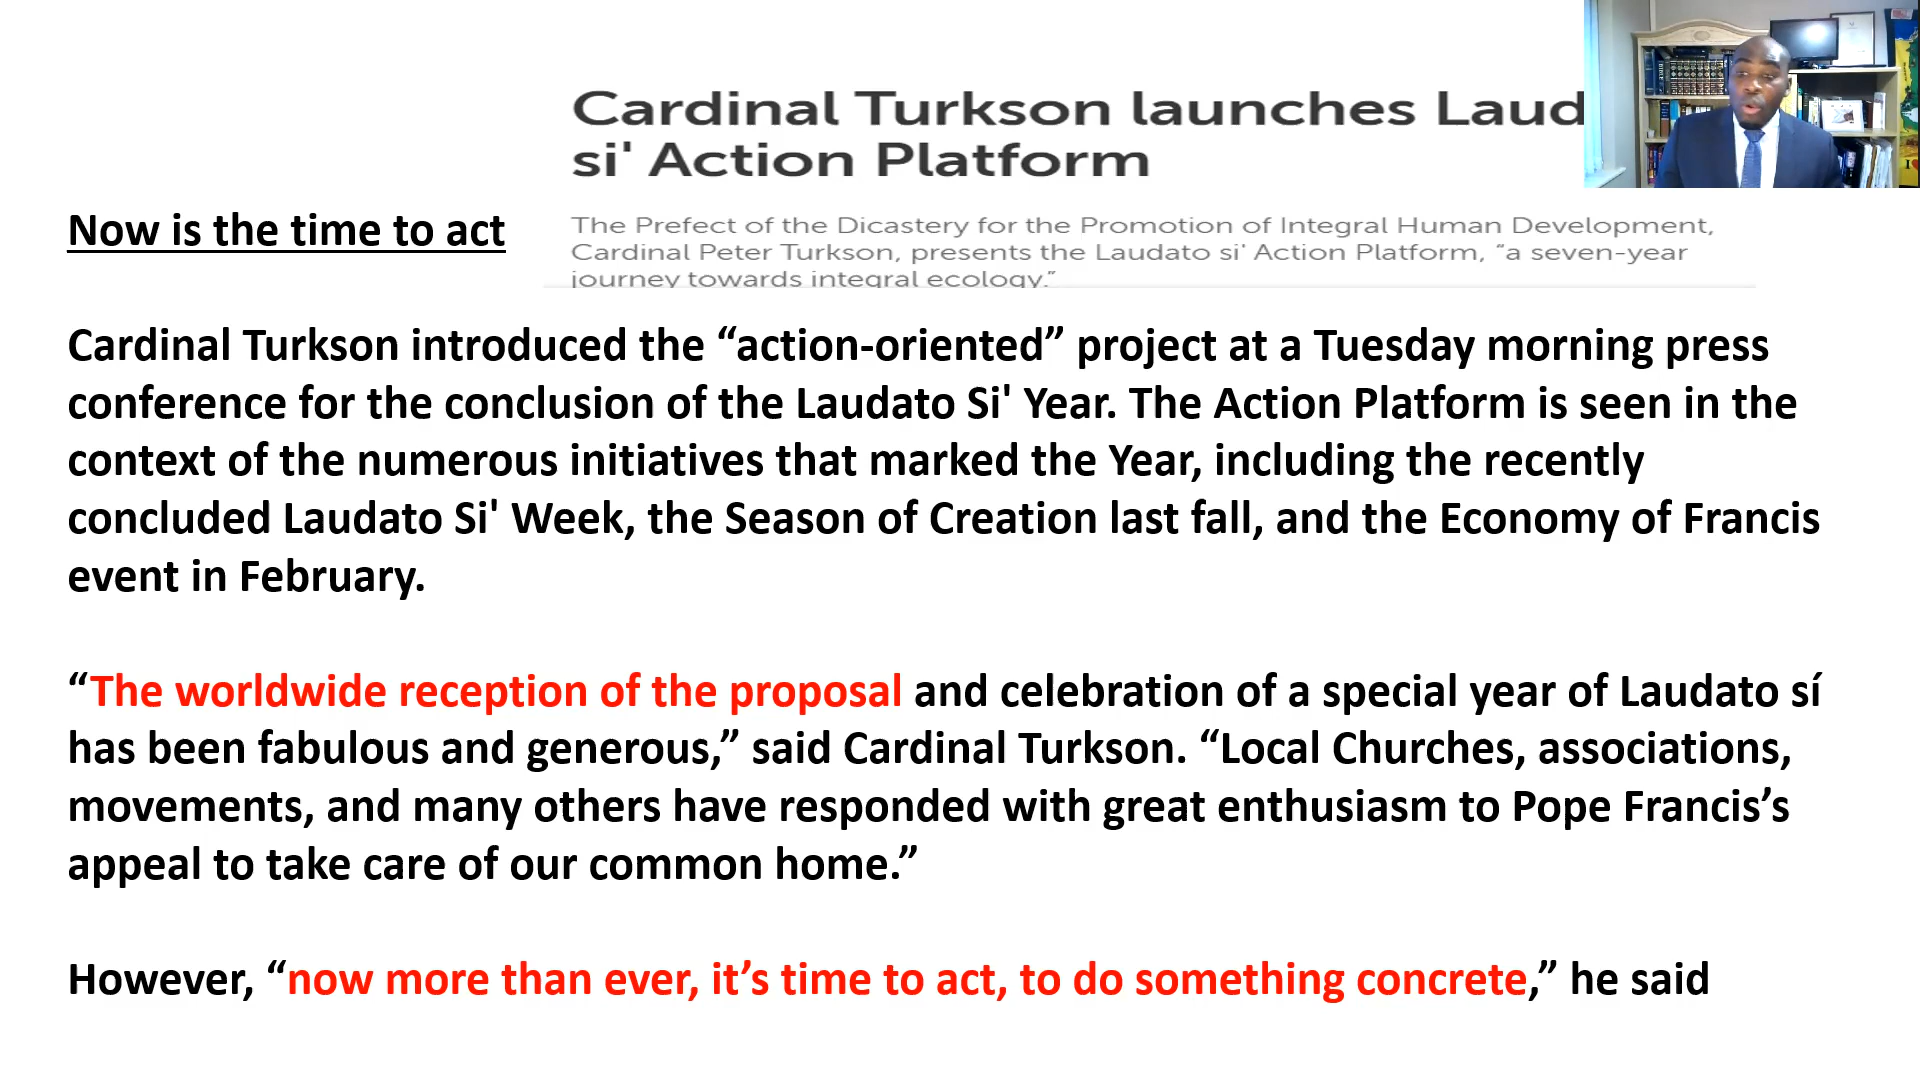 Cardinal Turkson launches Laud
si' Action Platform
Now is the time to act
The Prefect of the Dicastery for the Promotion of Integral Human Development,
Cardinal Peter Turkson, presents the Laudato si' Action Platform, “a seven-year
journey towards integral ecology.”
Cardinal Turkson introduced the “action-oriented” project at a Tuesday morning press
conference for the conclusion of the Laudato Si' Year. The Action Platform is seen in the
context of the numerous initiatives that marked the Year, including the recently
concluded Laudato Si' Week, the Season of Creation last fall, and the Economy of Francis
event in February.
“The worldwide reception of the proposal and celebration of a special year of Laudato sí
has been fabulous and generous,” said Cardinal Turkson. “Local Churches, associations,
movements, and many others have responded with great enthusiasm to Pope Francis’s
appeal to take care of our common home.”
However, “now more than ever, it’s time to act, to do something concrete,” he said